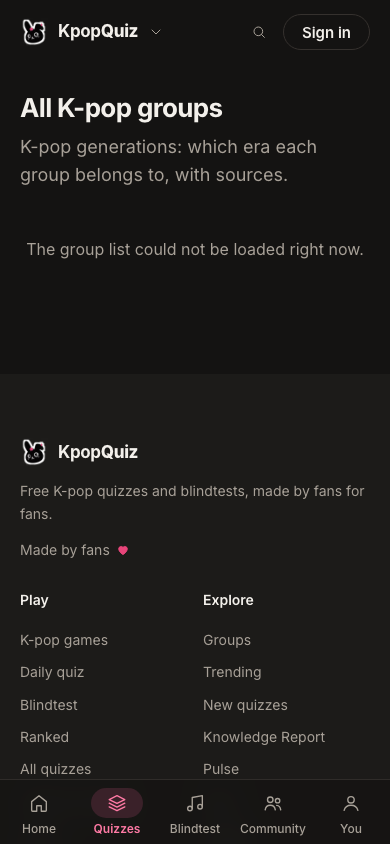 KpopQuiz
Sign in
All K-pop groups
K-pop generations: which era each
group belongs to, with sources.
The group list could not be loaded right now.
KpopQuiz
Free K-pop quizzes and blindtests, made by fans for
fans.
Made by fans
Play
Explore
K-pop games
Groups
Daily quiz
Trending
Blindtest
New quizzes
Ranked
Knowledge Report
All quizzes
Pulse
Home
Quizzes
Blindtest
Community
You